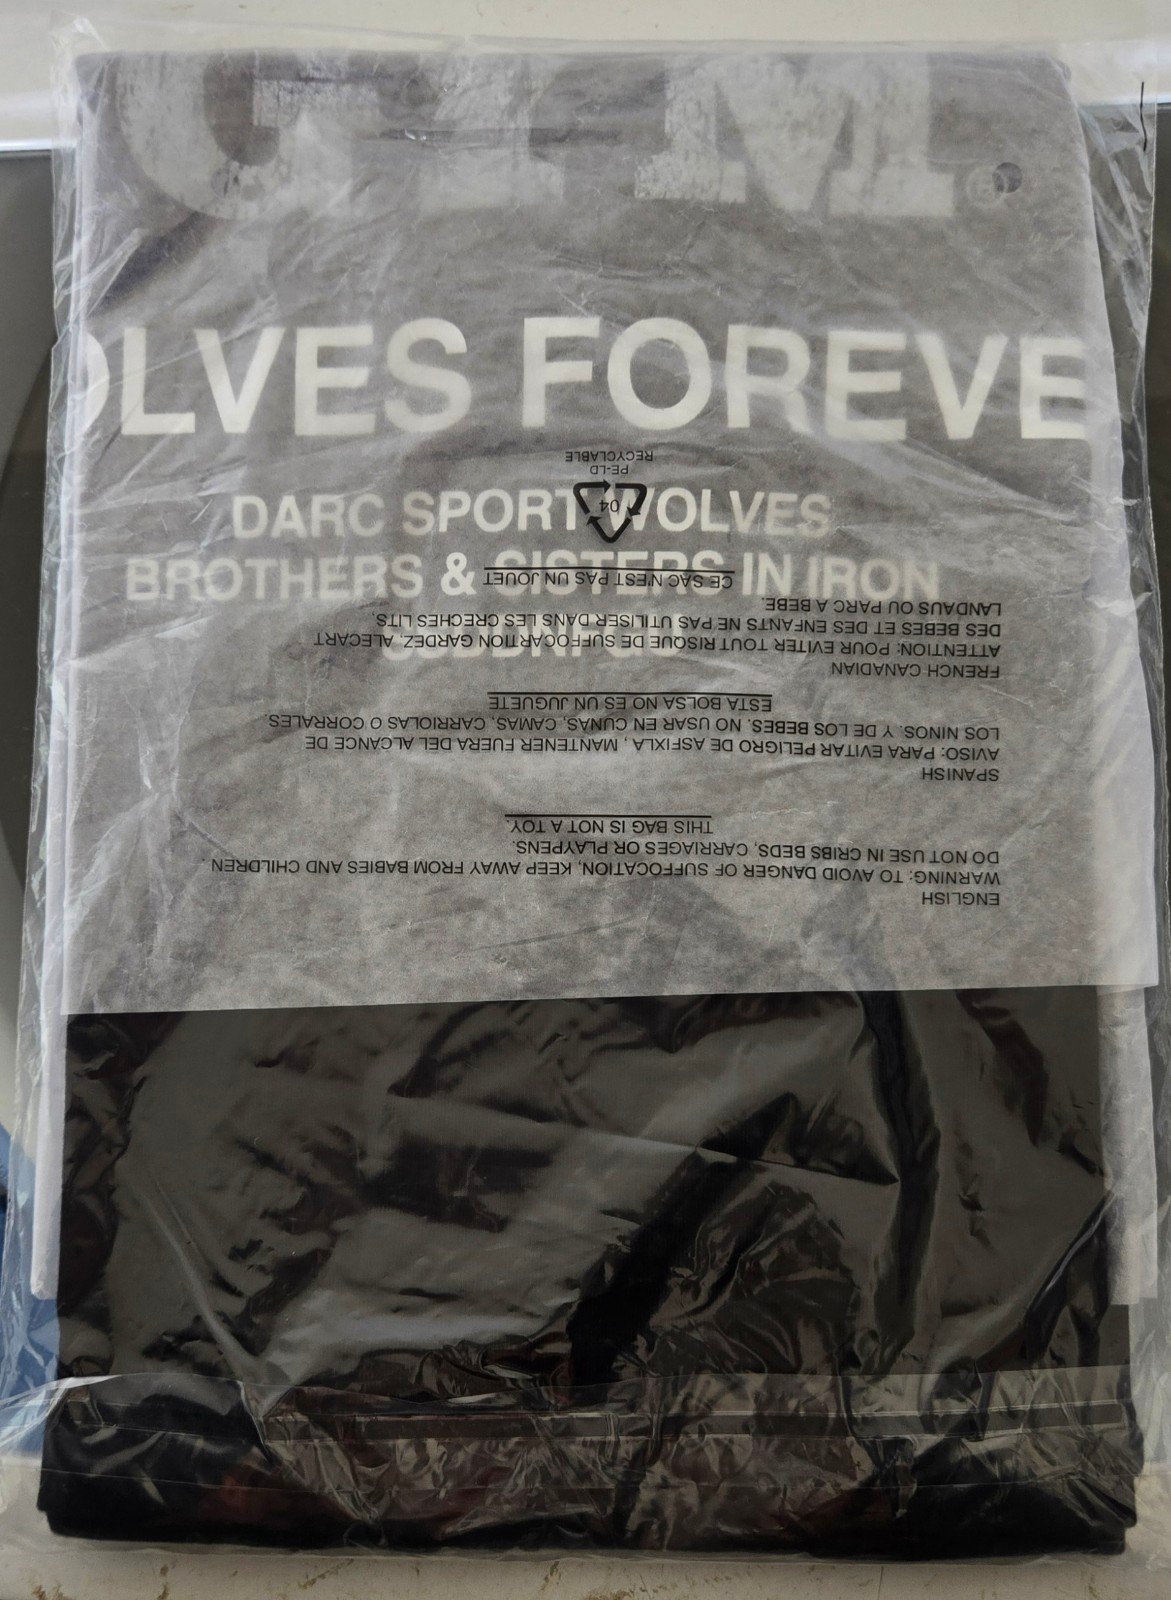 G.I.M.
OLVES FOREVE
DARC SPORT WOLVES
BROTHERS & SISTERS IN IRON
ENGLISH
WARNING: TO AVOID DANGER OF SUFFOCATION, KEEP AWAY FROM BABIES AND CHILDREN .
DO NOT USE IN CRIBS BEDS, CARRIAGES OR PLAYPENS.
THIS BAG IS NOT A TOY.
SPANISH
AVISO: PARA EVITAR PELIGRO DE ASFIXLA , MANTENER FUERA DEL ALCANCE DE
LOS NINOS. Y DE LOS BEBES. NO USAR EN CUNAS, CAMAS, CARRIOLAS O CORRALES.
ESTA BOLSA NO ES UN JUGUETE
FRENCH CANADIAN
ATTENTION: POUR EVITER TOUT RISQUE DE SUFFOCARTION GARDEZ, ALECART
DES BEBES ET DES ENFANTS NE PAS UTILISER DANS LES CRECHES LITS,
LANDAUS OU PARC A BEBE.
CE SAC N'EST PAS UN JOUET
04
PE-LD
RECYCLABLE